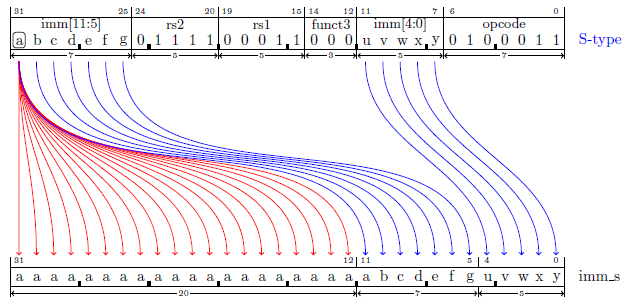 31 25 24 20 19 15 14 12 11 7 6 0
imm[11:5] rs2 rs1 funct3 imm[4:0] opcode
a b c d e f g 0 1 1 1 1 0 0 0 1 1 0 0 0 u v w x y 0 1 0 0 0 1 1 S-type
7 5 5 3 5 7
31 12 11 5 4 0
a a a a a a a a a a a a a a a a a a a a a b c d e f g u v w x y imm_s
20 7 5